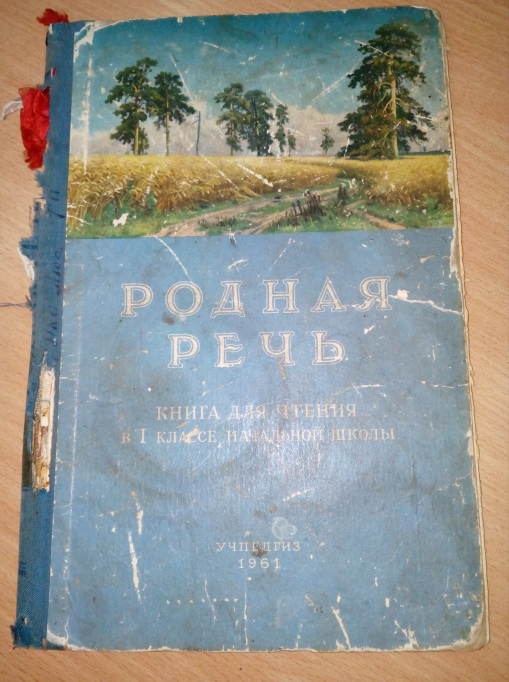 РОДНАЯ
РЕЧЬ
КНИГА ДЛЯ ЧТЕНИЯ
В I КЛАССЕ НАЧАЛЬНОЙ ШКОЛЫ
УЧПЕДГИЗ
1961